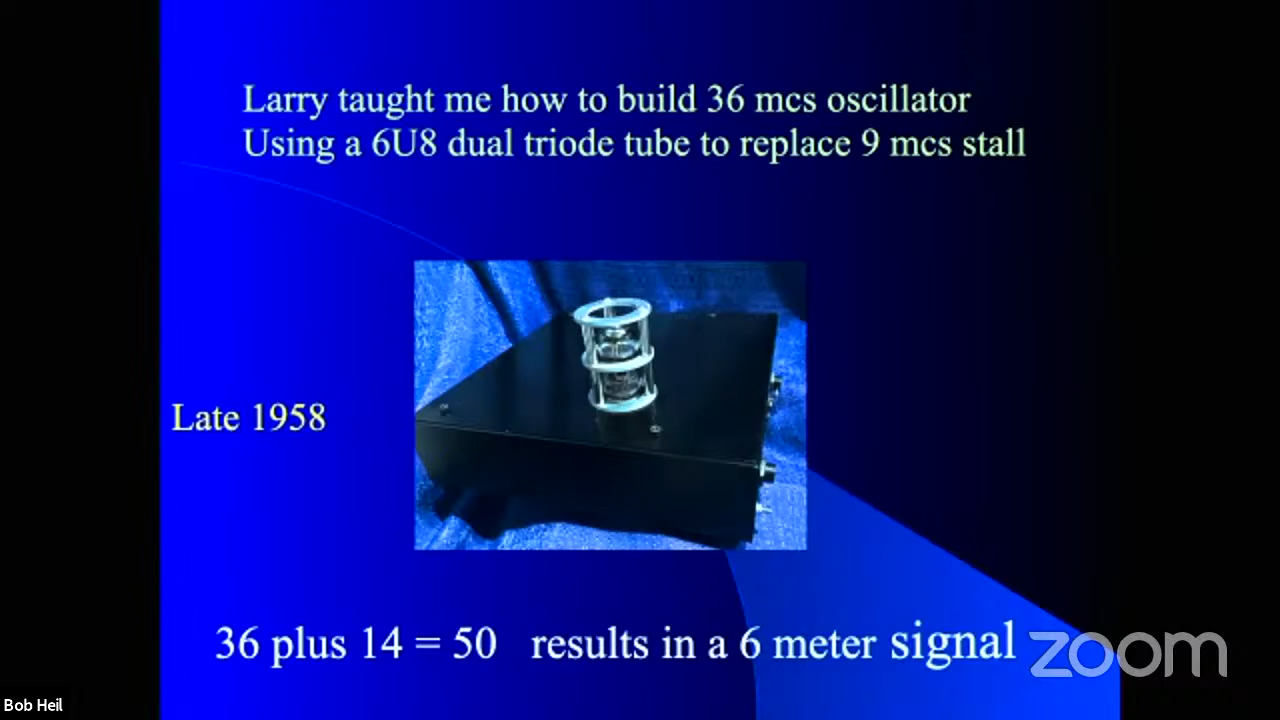 Larry taught me how to build 36 mcs oscillator
Using a 6U8 dual triode tube to replace 9 mcs stall
Late 1958
36 plus 14 = 50 results in a 6 meter signal
zoom
Bob Heil